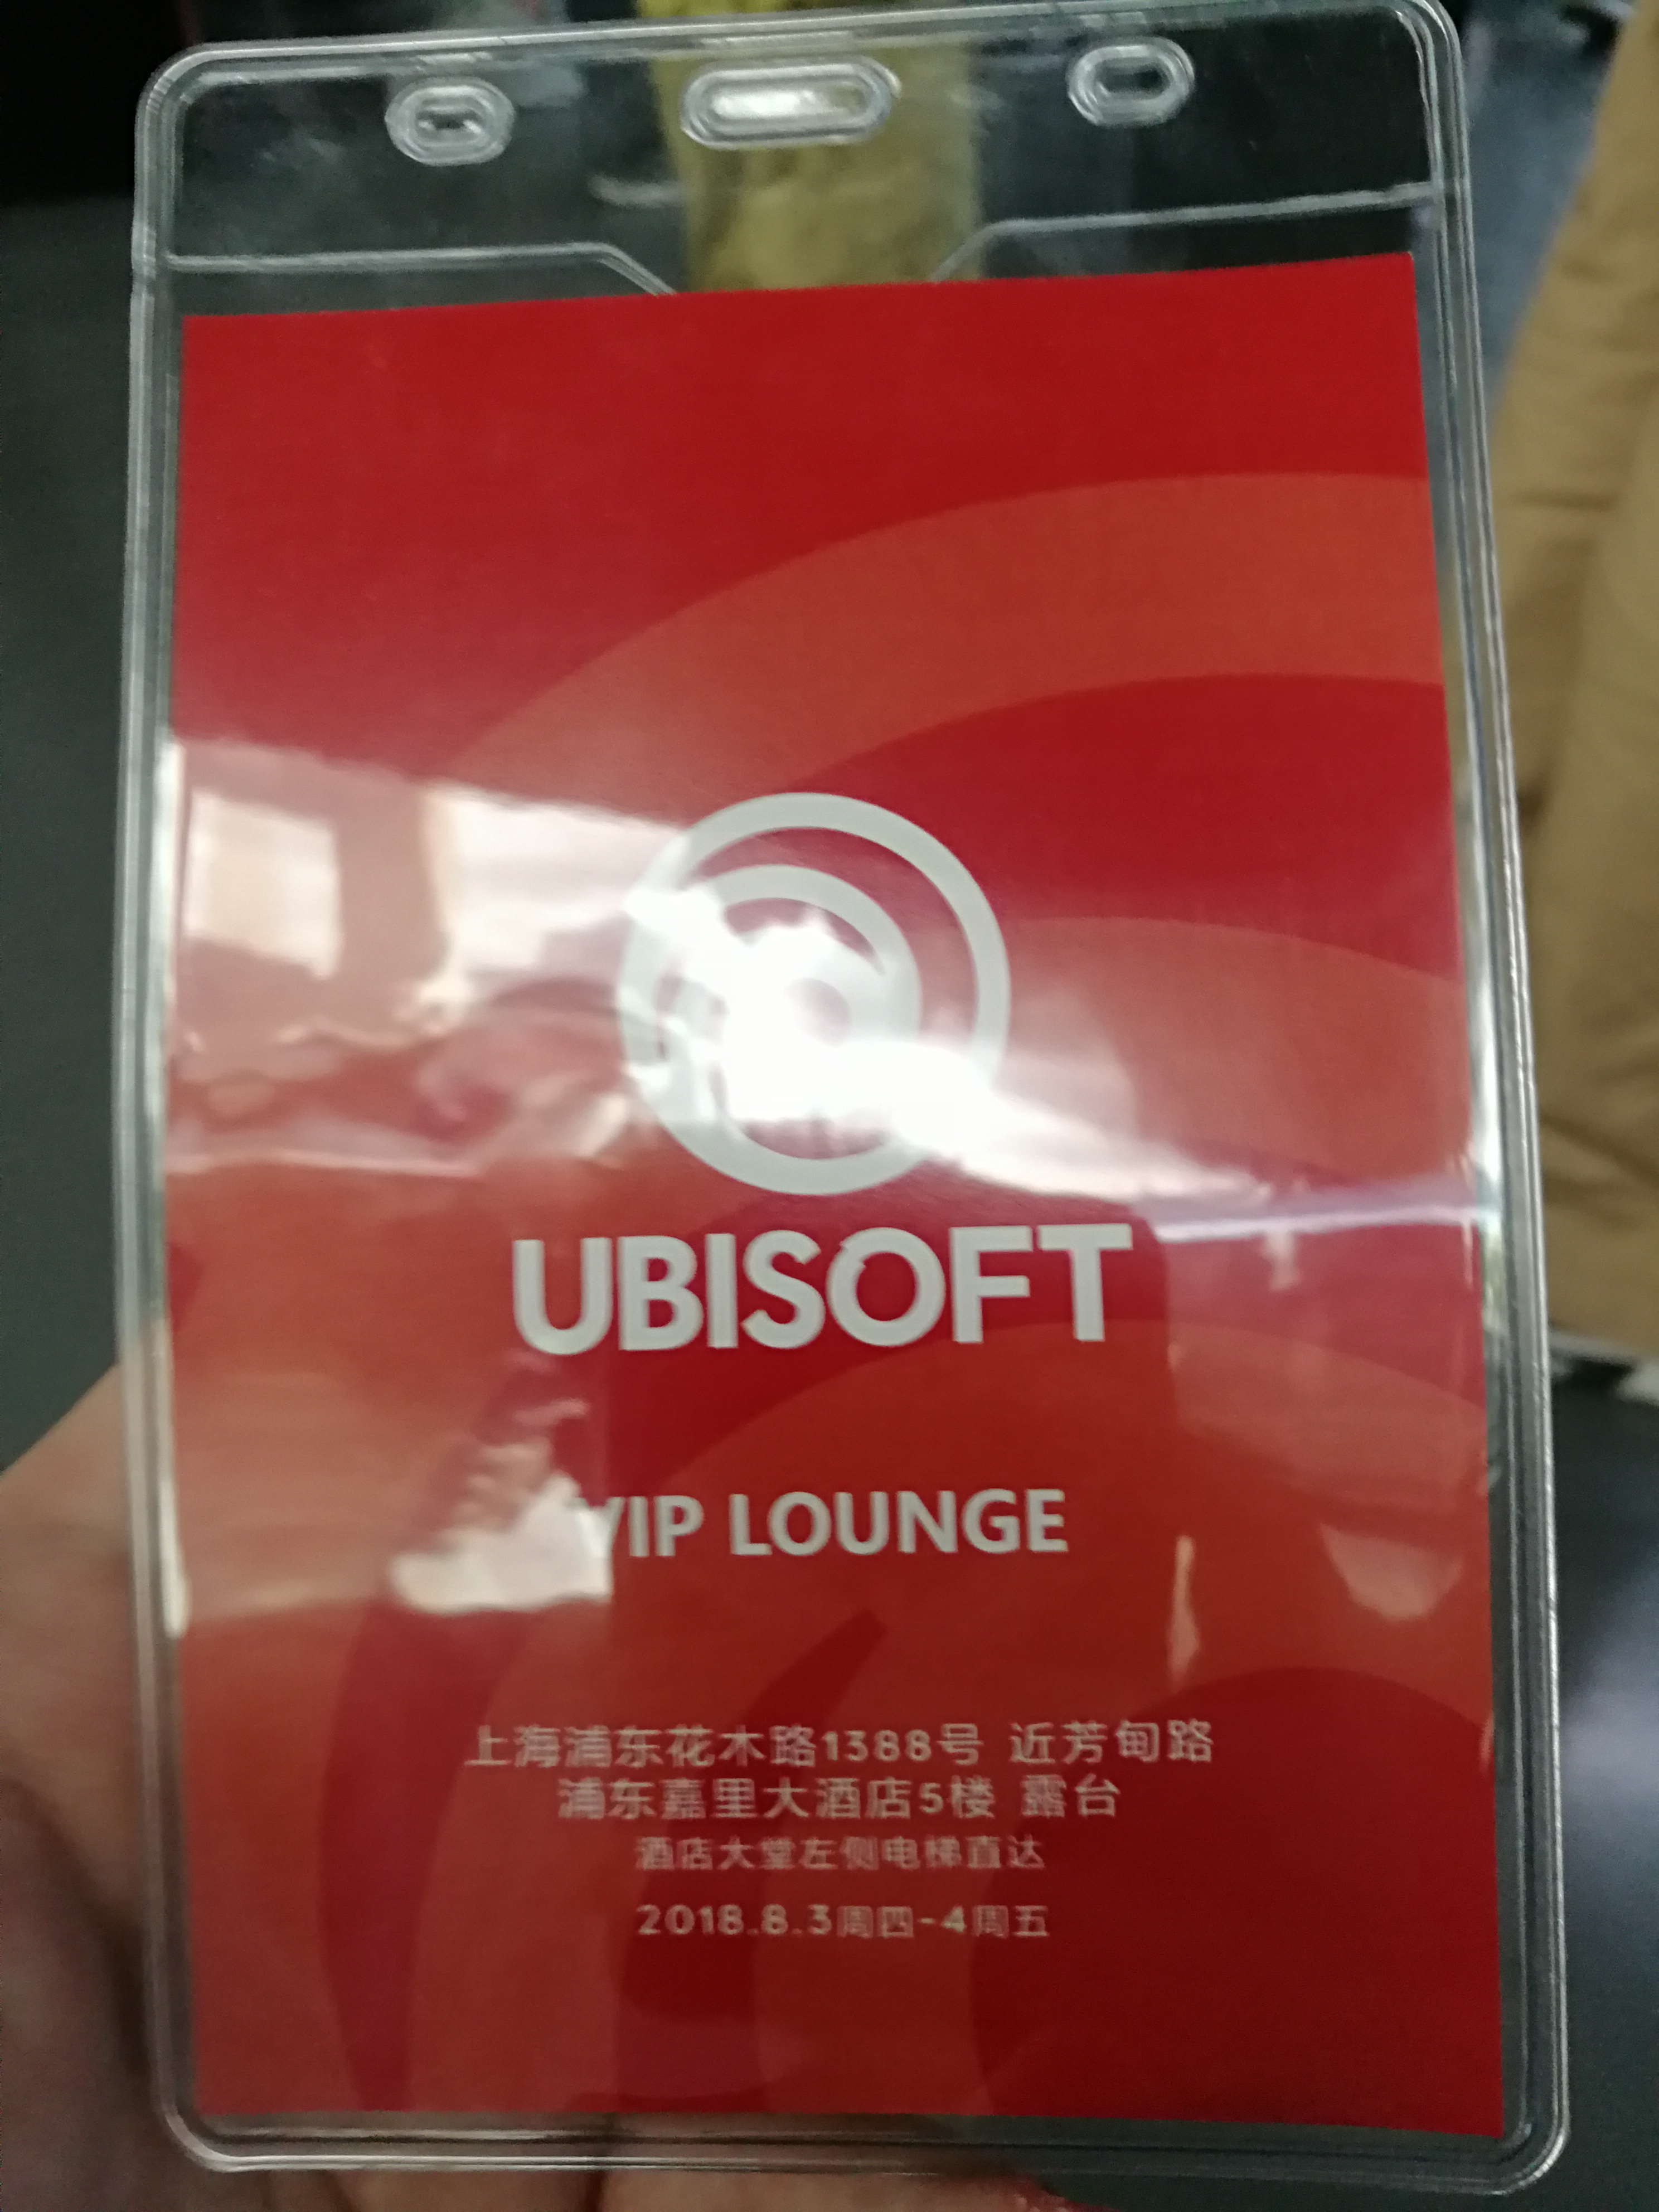 UBISOFT
VIP LOUNGE
上海浦东花木路1388号 近芳甸路
浦东嘉里大酒店5楼 露台
酒店大堂左侧电梯直达
2018.8.3周四-4周五